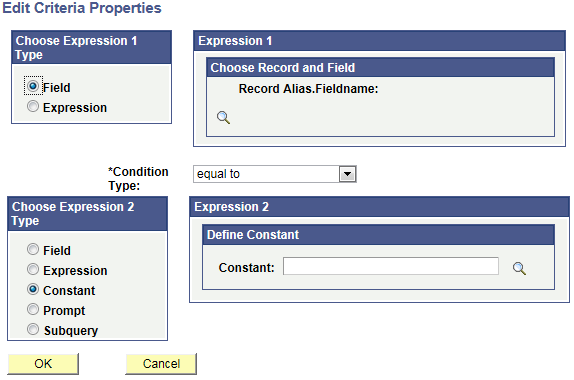 Edit Criteria Properties
Choose Expression 1
Type
Field
Expression
Expression 1
Choose Record and Field
Record Alias.Fieldname:
*Condition
Type:
equal to
Choose Expression 2
Type
Field
Expression
Constant
Prompt
Subquery
Expression 2
Define Constant
Constant:
OK
Cancel